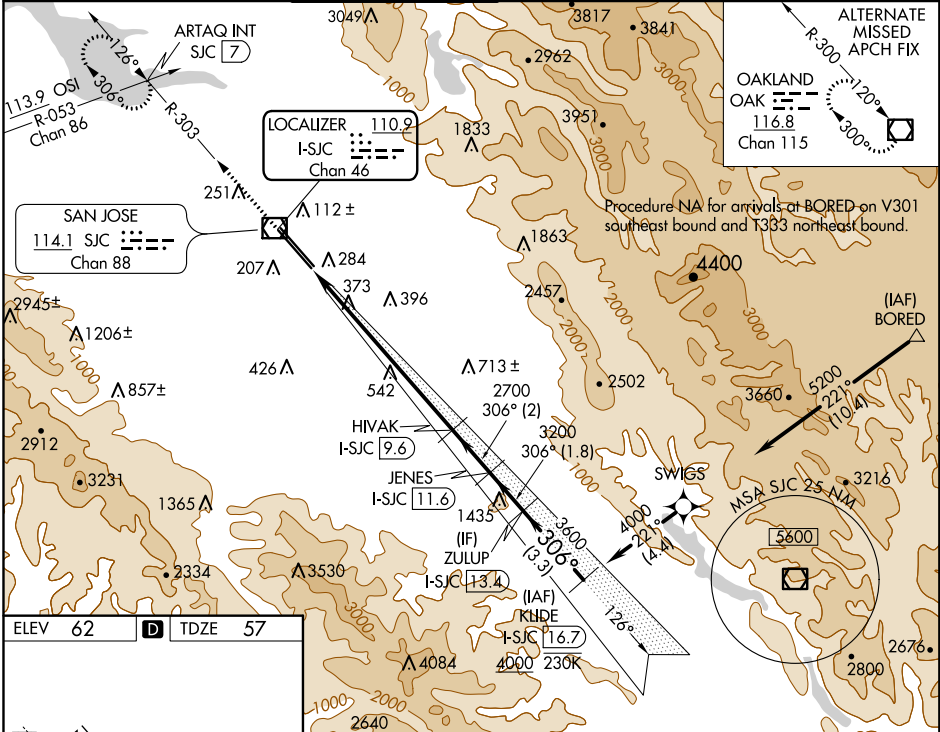 3049
3817
3841
2962
3951
1833
1000
3000
ARTAQ INT
SJC 7
126°
306°
113.9 OSI
R-053
Chan 86
R-303
ALTERNATE
MISSED
APCH FIX
R-300
120°
300°
OAKLAND
OAK
116.8
Chan 115
LOCALIZER 110.9
I-SJC
Chan 46
SAN JOSE
114.1 SJC
Chan 88
251
112 ±
207
284
373
396
Procedure NA for arrivals at BORED on V301
southeast bound and T333 northeast bound.
1863
4400
2457
2000
3000
2945±
1206±
1000
857±
426
542
713 ±
2502
3660
(IAF)
BORED
5200
221°
(10.4)
2912
3231
1365
2334
3530
2700
306° (2)
HIVAK
I-SJC 9.6
3200
306° (1.8)
JENES
I-SJC 11.6
1435
(IF)
ZULUP
I-SJC 13.4
306°
(3.3)
3600
1000
SWIGS
4000
221°
(4.4)
(IAF)
KLIDE
I-SJC 16.7
4000 230K
126°
3216
MSA SJC 25 NM
5600
2676
2800
ELEV 62 D TDZE 57
3000
4084
1000
2000
2640